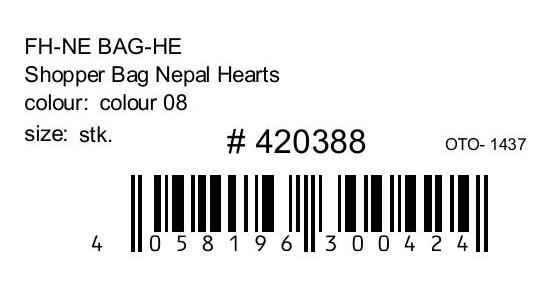 FH-NE BAG-HE
Shopper Bag Nepal Hearts
colour: colour 08
size: stk.
# 420388
OTO- 1437
4 058196 300424